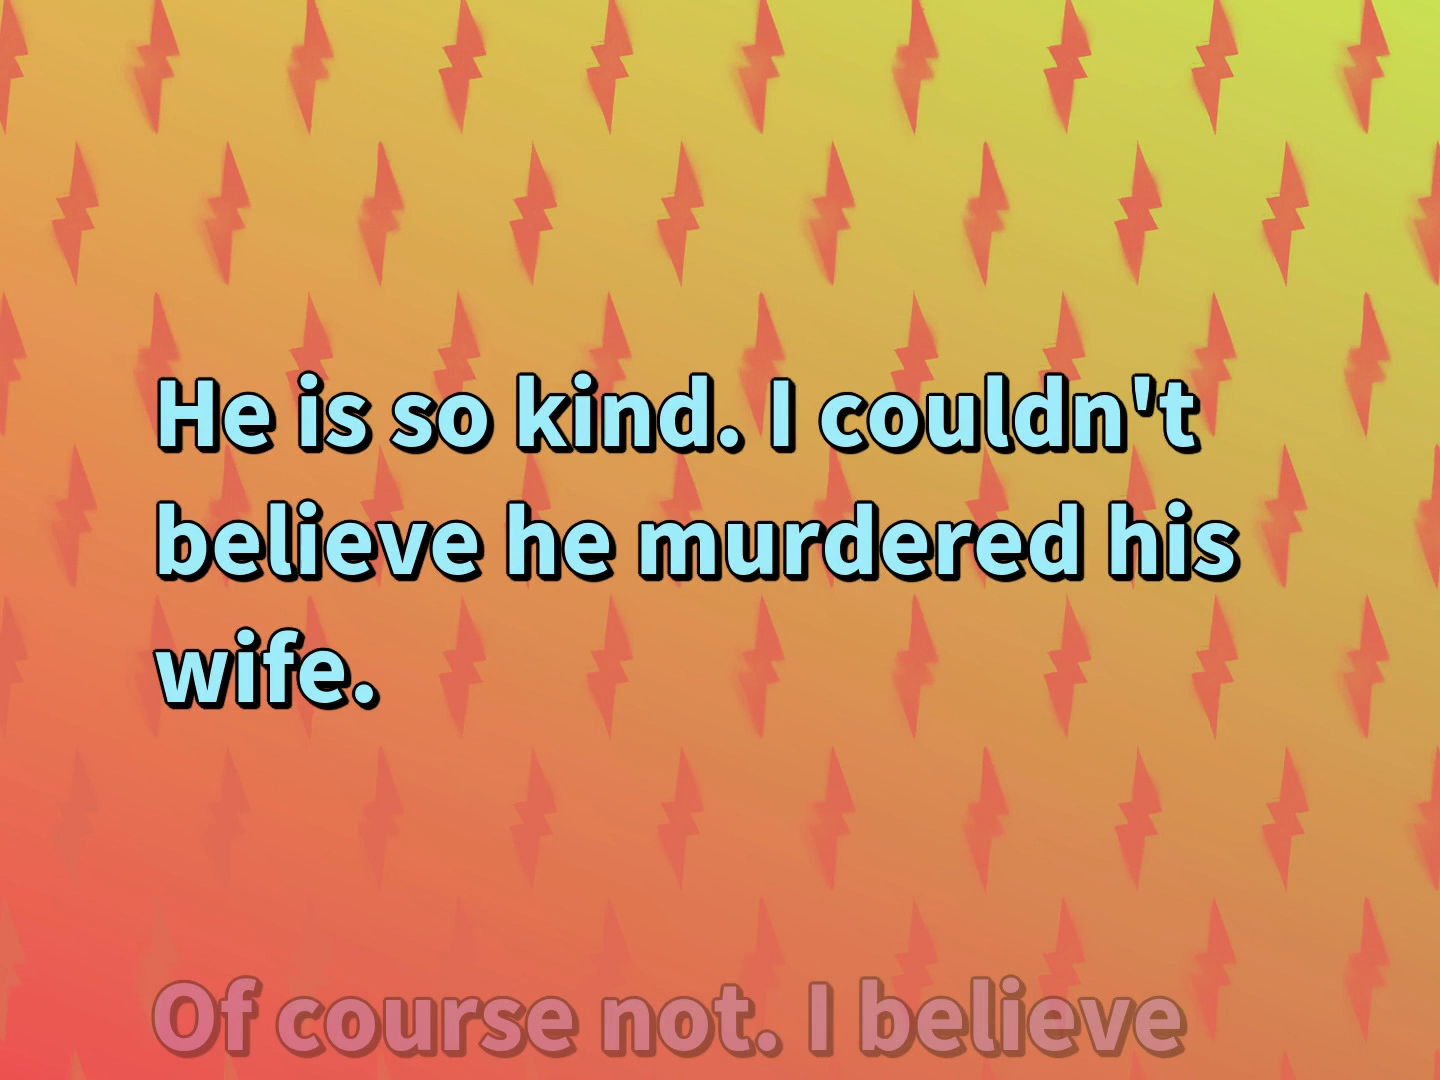 He is so kind. I couldn't
believe he murdered his
wife.
Of course not. I believe